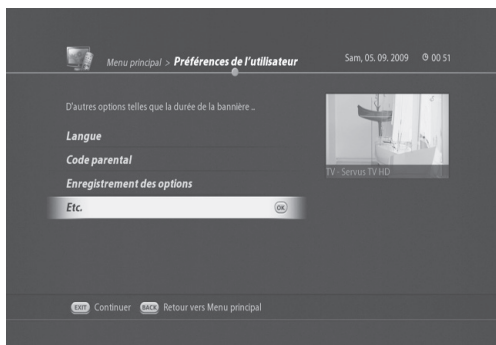 Menu principal > Préférences de l'utilisateur
Sam, 05. 09. 2009 00 51
D'autres options telles que la durée de la bannière ..
Langue
Code parental
Enregistrement des options
Etc. OK
TV - Servus TV HD
EXIT Continuer BACK Retour vers Menu principal